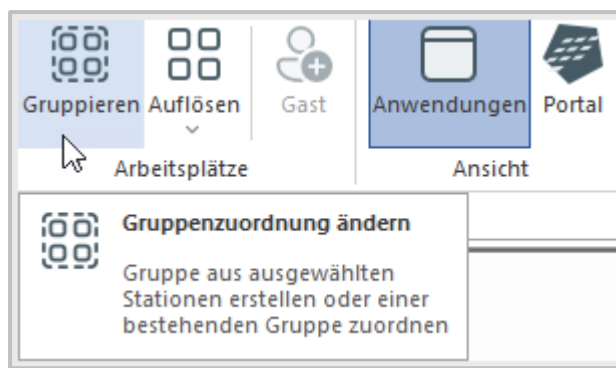 Gruppieren Auflösen Gast Anwendungen Portal
Arbeitsplätze Ansicht
Gruppenzuordnung ändern
Gruppe aus ausgewählten
Stationen erstellen oder einer
bestehenden Gruppe zuordnen